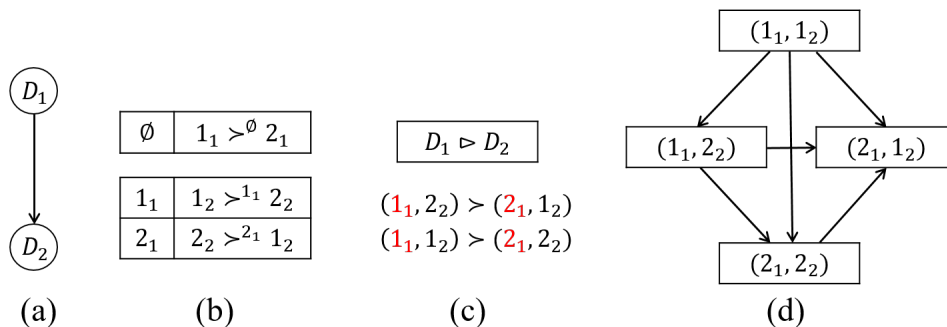 D₁
D₂
(a)
∅ 1₁ ≻^∅ 2₁
1₁ 1₂ ≻^{1₁} 2₂
2₁ 2₂ ≻^{2₁} 1₂
(b)
D₁ ⊳ D₂
(1₁, 2₂) ≻ (2₁, 1₂)
(1₁, 1₂) ≻ (2₁, 2₂)
(c)
(1₁, 1₂)
(1₁, 2₂) (2₁, 1₂)
(2₁, 2₂)
(d)